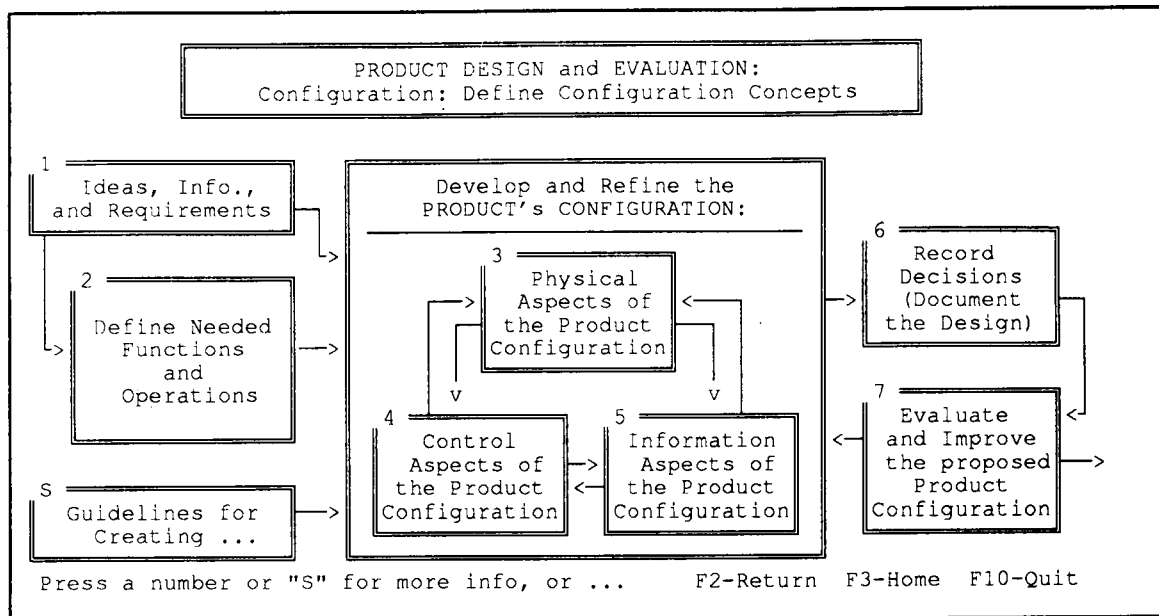 PRODUCT DESIGN and EVALUATION:
Configuration: Define Configuration Concepts
1
Ideas, Info.,
and Requirements
2
Define Needed
Functions
and
Operations
S
Guidelines for
Creating ...
Develop and Refine the
PRODUCT's CONFIGURATION:
3
Physical
Aspects of
the Product
Configuration
4
Control
Aspects of
the Product
Configuration
5
Information
Aspects of
the Product
Configuration
6
Record
Decisions
(Document
the Design)
7
Evaluate
and Improve
the proposed
Product
Configuration
Press a number or "S" for more info, or ... F2-Return F3-Home F10-Quit